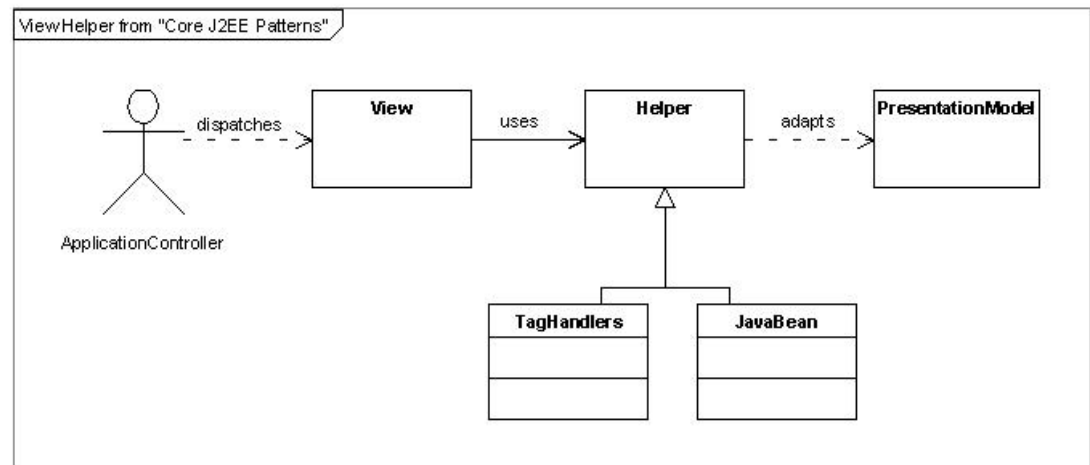 ViewHelper from "Core J2EE Patterns"
dispatches
View
uses
Helper
adapts
PresentationModel
ApplicationController
TagHandlers
JavaBean